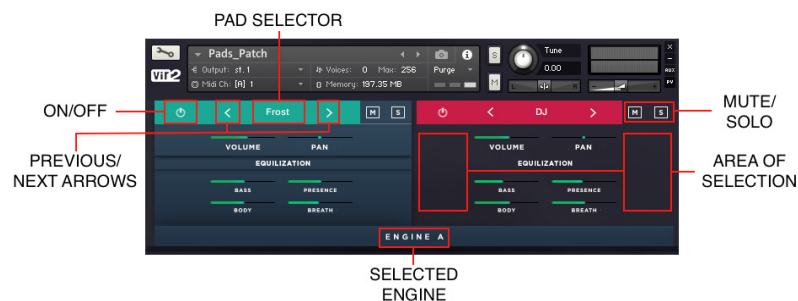 PAD SELECTOR
Pads_Patch
S
Tune
0.00
Output: st.1
Voices: 0 Max: 256
Purge
Vir2
Midi Ch: [A] 1
Memory: 197.35 MB
M
L
R
AUX
PV
ON/OFF
Frost
M S
DJ
M S
MUTE/
SOLO
VOLUME PAN
VOLUME PAN
EQUILIZATION
EQUILIZATION
PREVIOUS/
NEXT ARROWS
AREA OF
SELECTION
BASS PRESENCE
BASS PRESENCE
BODY BREATH
BODY BREATH
ENGINE A
SELECTED
ENGINE